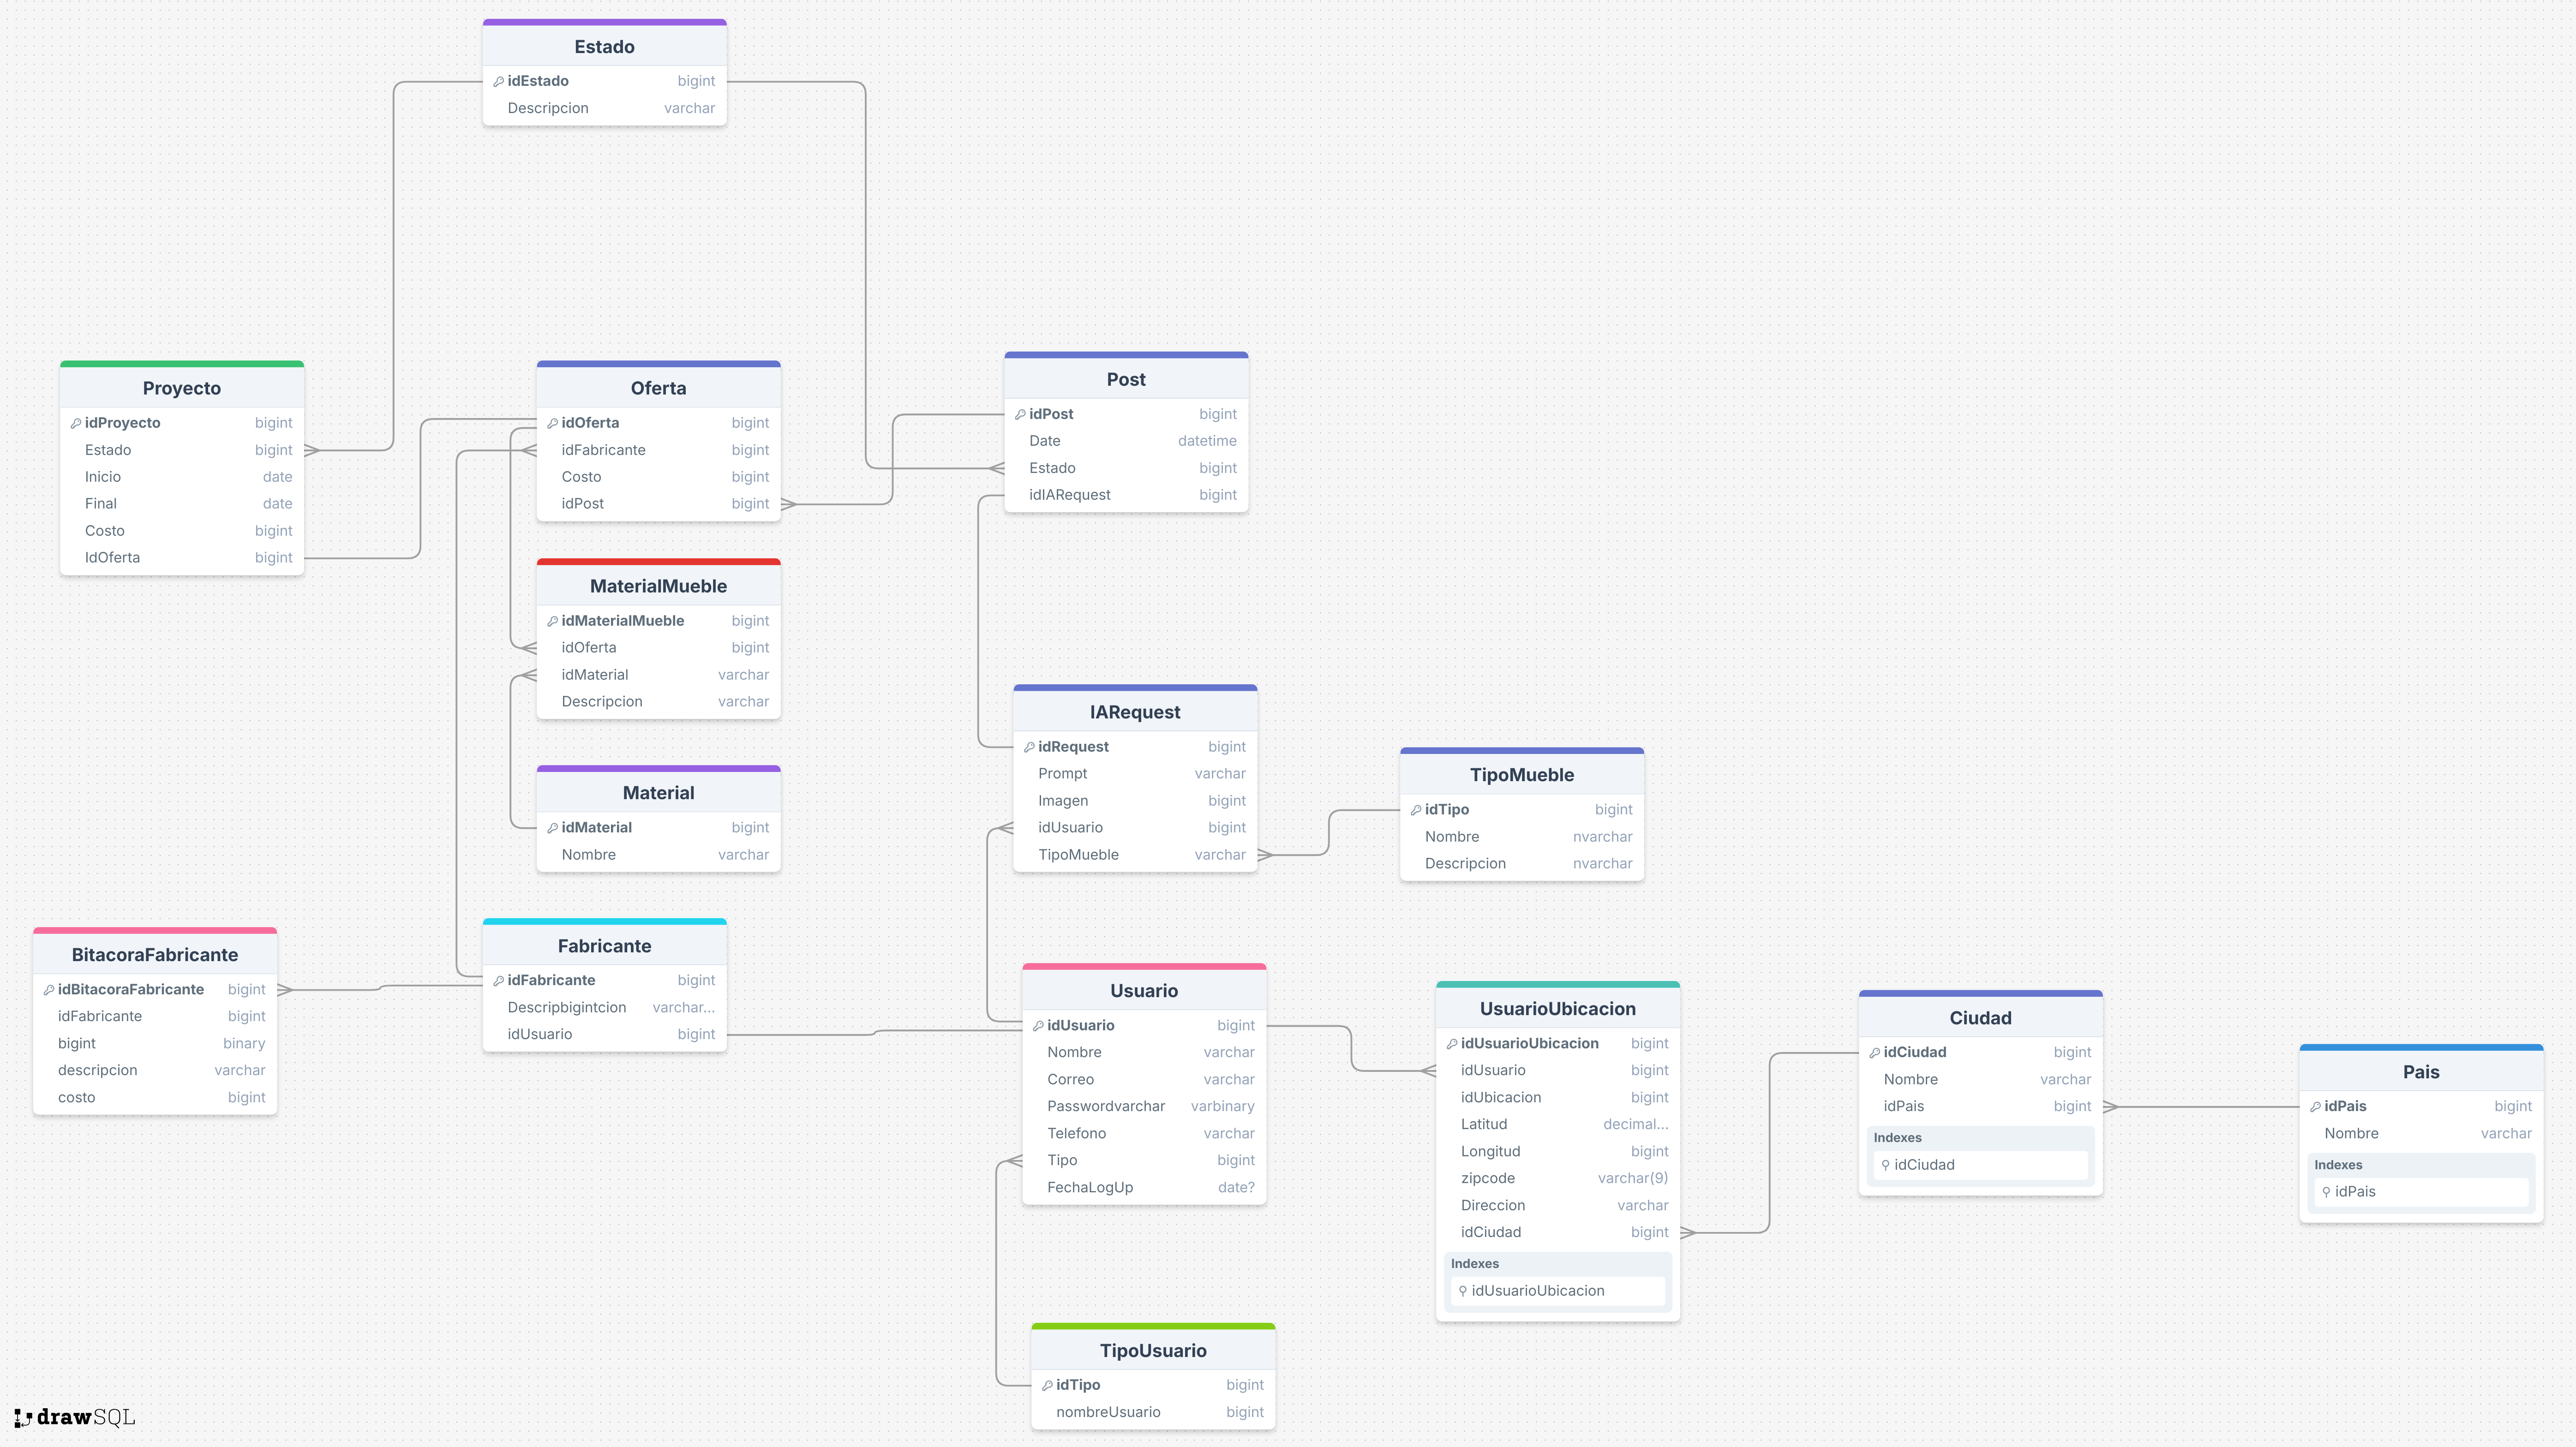 Estado
idEstado bigint
Descripcion varchar
Proyecto
idProyecto bigint
Estado bigint
Inicio date
Final date
Costo bigint
IdOferta bigint
Oferta
idOferta bigint
idFabricante bigint
Costo bigint
idPost bigint
Post
idPost bigint
Date datetime
Estado bigint
idIARequest bigint
MaterialMueble
idMaterialMueble bigint
idOferta bigint
idMaterial varchar
Descripcion varchar
Material
idMaterial bigint
Nombre varchar
IARequest
idRequest bigint
Prompt varchar
Imagen bigint
idUsuario bigint
TipoMueble varchar
TipoMueble
idTipo bigint
Nombre nvarchar
Descripcion nvarchar
BitacoraFabricante
idBitacoraFabricante bigint
idFabricante bigint
bigint binary
descripcion varchar
costo bigint
Fabricante
idFabricante bigint
Descripbigintcion varchar...
idUsuario bigint
Usuario
idUsuario bigint
Nombre varchar
Correo varchar
Passwordvarchar varbinary
Telefono varchar
Tipo bigint
FechaLogUp date?
UsuarioUbicacion
idUsuarioUbicacion bigint
idUsuario bigint
idUbicacion bigint
Latitud decimal...
Longitud bigint
zipcode varchar(9)
Direccion varchar
idCiudad bigint
Indexes
idUsuarioUbicacion
Ciudad
idCiudad bigint
Nombre varchar
idPais bigint
Indexes
idCiudad
Pais
idPais bigint
Nombre varchar
Indexes
idPais
TipoUsuario
idTipo bigint
nombreUsuario bigint
drawSQL